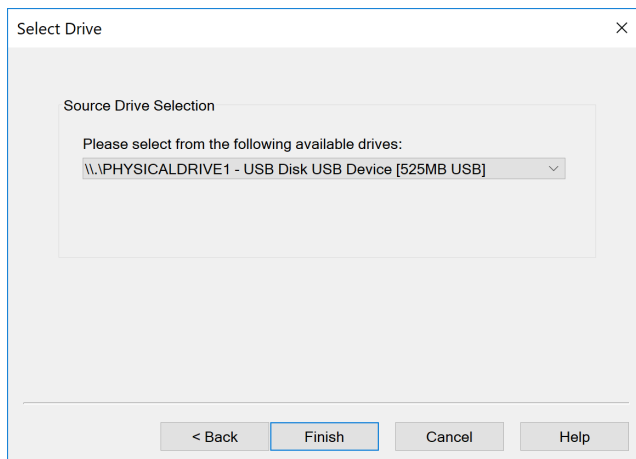 Select Drive
Source Drive Selection
Please select from the following available drives:
\\.\PHYSICALDRIVE1 - USB Disk USB Device [525MB USB]
< Back Finish Cancel Help